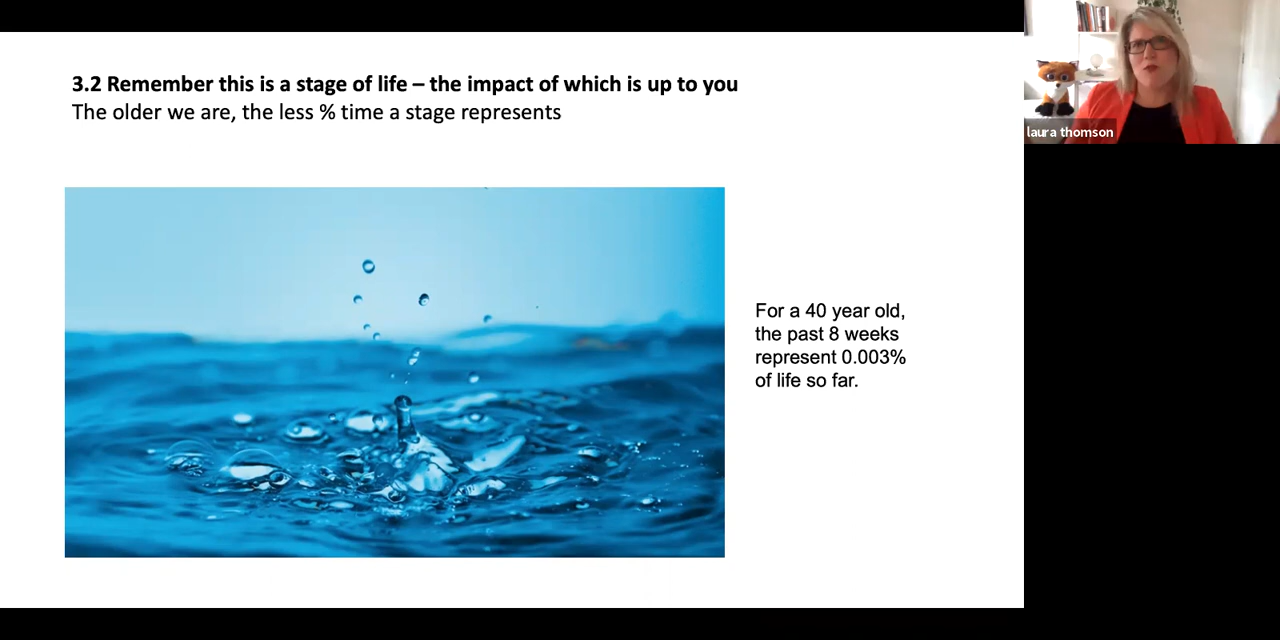 3.2 Remember this is a stage of life – the impact of which is up to you
The older we are, the less % time a stage represents
For a 40 year old,
the past 8 weeks
represent 0.003%
of life so far.
laura thomson